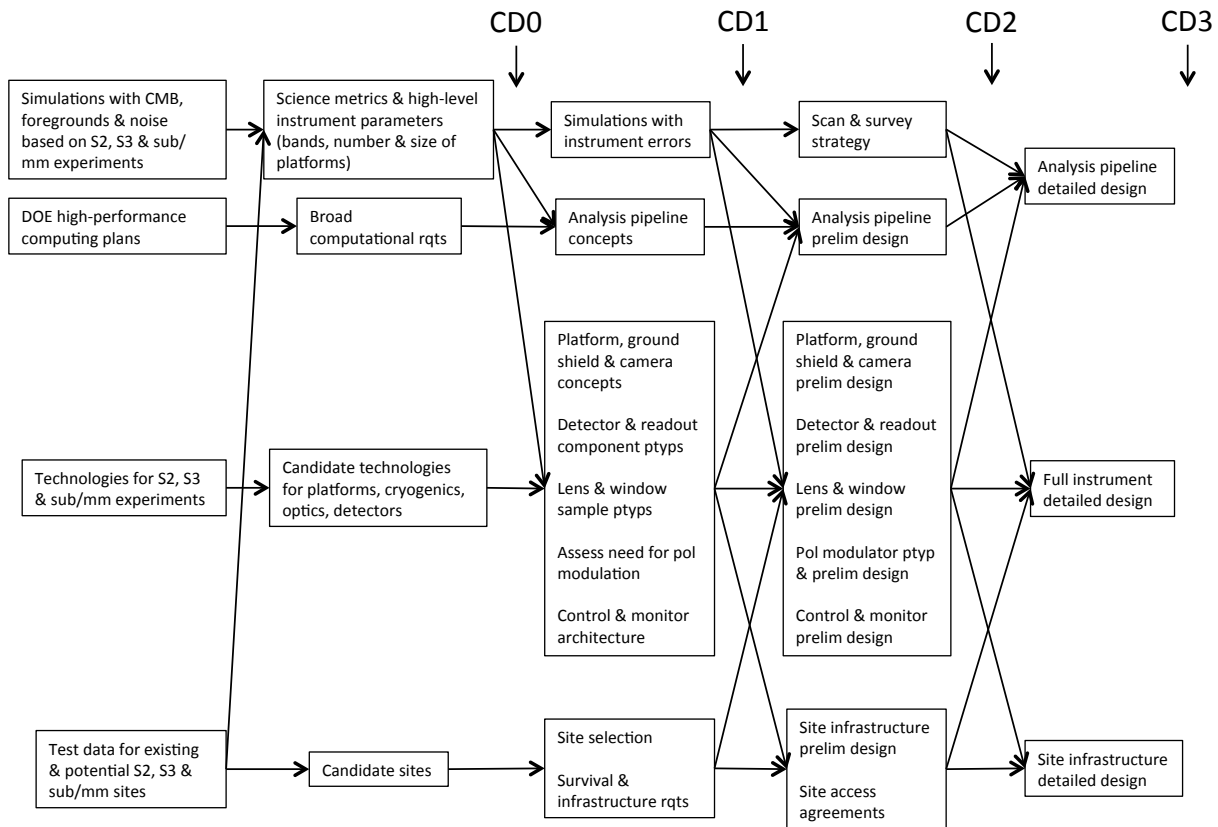 CD0
CD1
CD2
CD3
Simulations with CMB,
foregrounds & noise
based on S2, S3 & sub/
mm experiments
Science metrics & high-level
instrument parameters
(bands, number & size of
platforms)
Simulations with
instrument errors
Scan & survey
strategy
Analysis pipeline
detailed design
DOE high-performance
computing plans
Broad
computational rqts
Analysis pipeline
concepts
Analysis pipeline
prelim design
Technologies for S2, S3
& sub/mm experiments
Candidate technologies
for platforms, cryogenics,
optics, detectors
Platform, ground
shield & camera
concepts
Detector & readout
component ptyps
Lens & window
sample ptyps
Assess need for pol
modulation
Control & monitor
architecture
Platform, ground
shield & camera
prelim design
Detector & readout
prelim design
Lens & window
prelim design
Pol modulator ptyp
& prelim design
Control & monitor
prelim design
Full instrument
detailed design
Test data for existing
& potential S2, S3 &
sub/mm sites
Candidate sites
Site selection
Survival &
infrastructure rqts
Site infrastructure
prelim design
Site access
agreements
Site infrastructure
detailed design